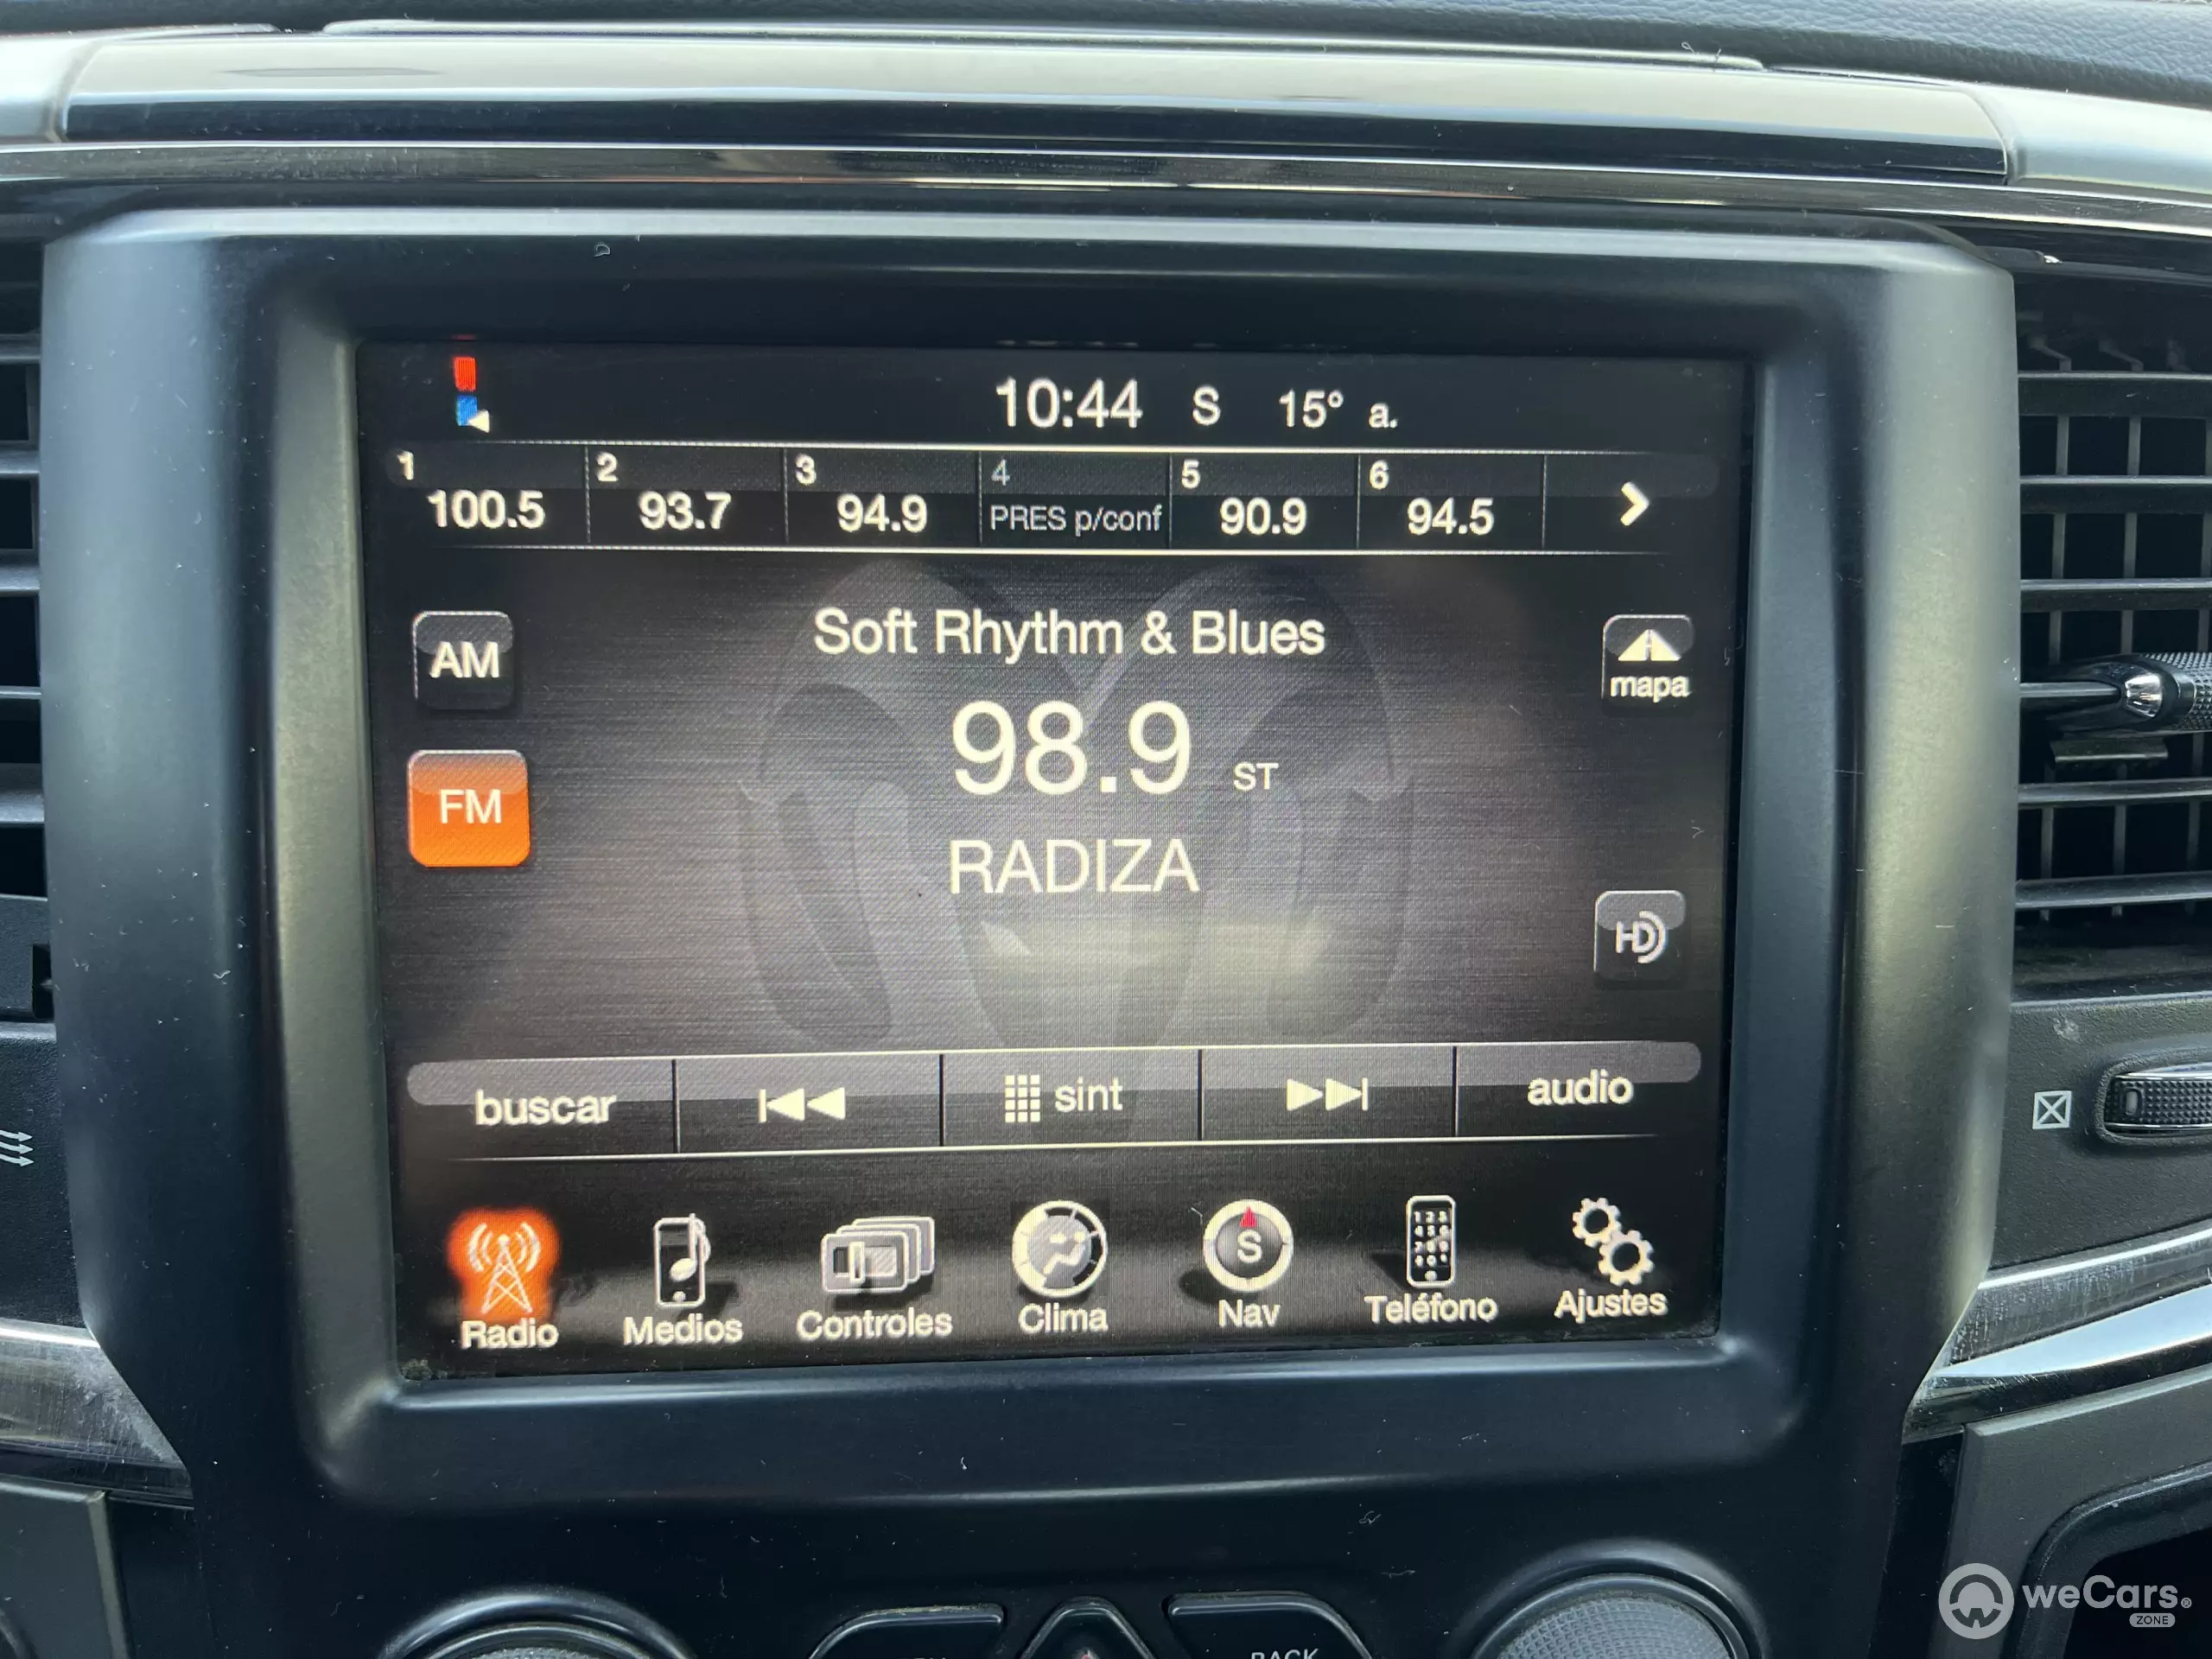 10:44 S 15° a.
1 2 3 4 5 6
100.5 93.7 94.9 PRES p/conf 90.9 94.5
Soft Rhythm & Blues
AM
mapa
98.9 ST
FM
RADIZA
HD
buscar sint audio
Radio Medios Controles Clima Nav Teléfono Ajustes
S
BACK
weCars®
ZONE